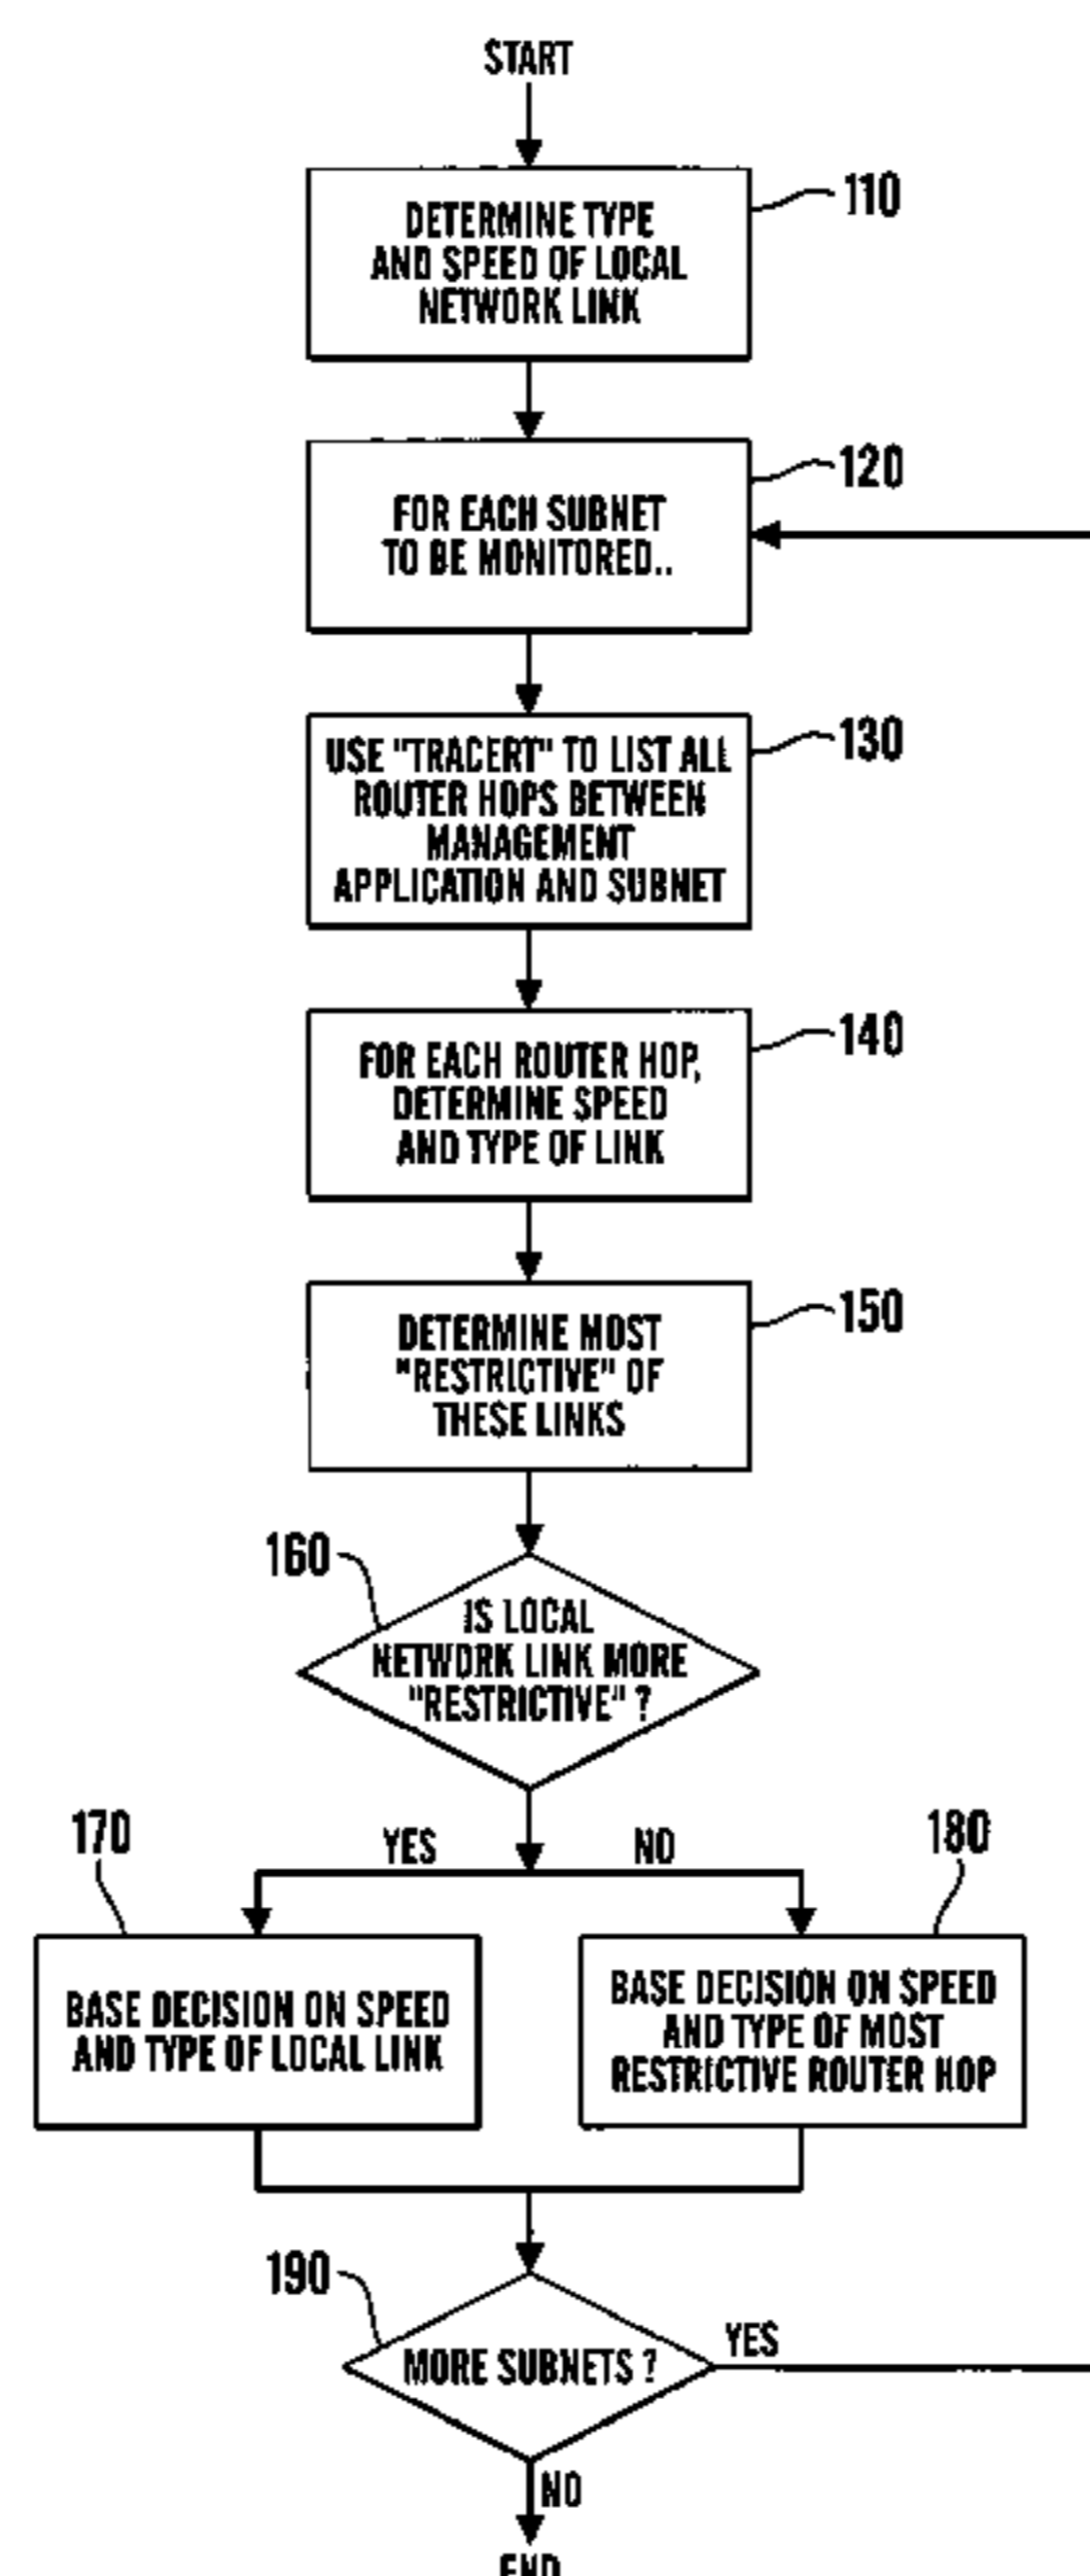 START
DETERMINE TYPE
AND SPEED OF LOCAL
NETWORK LINK
110
FOR EACH SUBNET
TO BE MONITORED..
120
USE "TRACERT" TO LIST ALL
ROUTER HOPS BETWEEN
MANAGEMENT
APPLICATION AND SUBNET
130
FOR EACH ROUTER HOP,
DETERMINE SPEED
AND TYPE OF LINK
140
DETERMINE MOST
"RESTRICTIVE" OF
THESE LINKS
150
160
IS LOCAL
NETWORK LINK MORE
"RESTRICTIVE" ?
YES
NO
170
BASE DECISION ON SPEED
AND TYPE OF LOCAL LINK
180
BASE DECISION ON SPEED
AND TYPE OF MOST
RESTRICTIVE ROUTER HOP
190
MORE SUBNETS ?
YES
NO
END